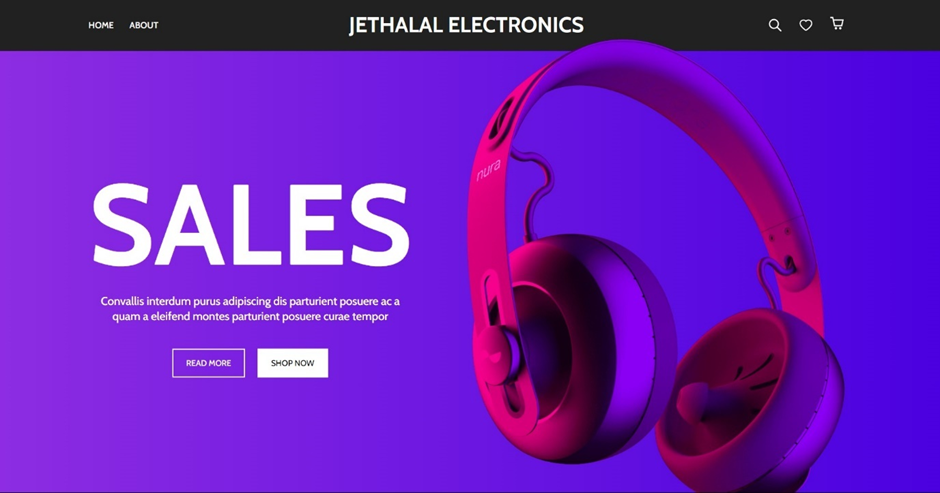 HOME ABOUT JETHALAL ELECTRONICS
nura
SALES
Convallis interdum purus adipiscing dis parturient posuere ac a
quam a eleifend montes parturient posuere curae tempor
READ MORE SHOP NOW